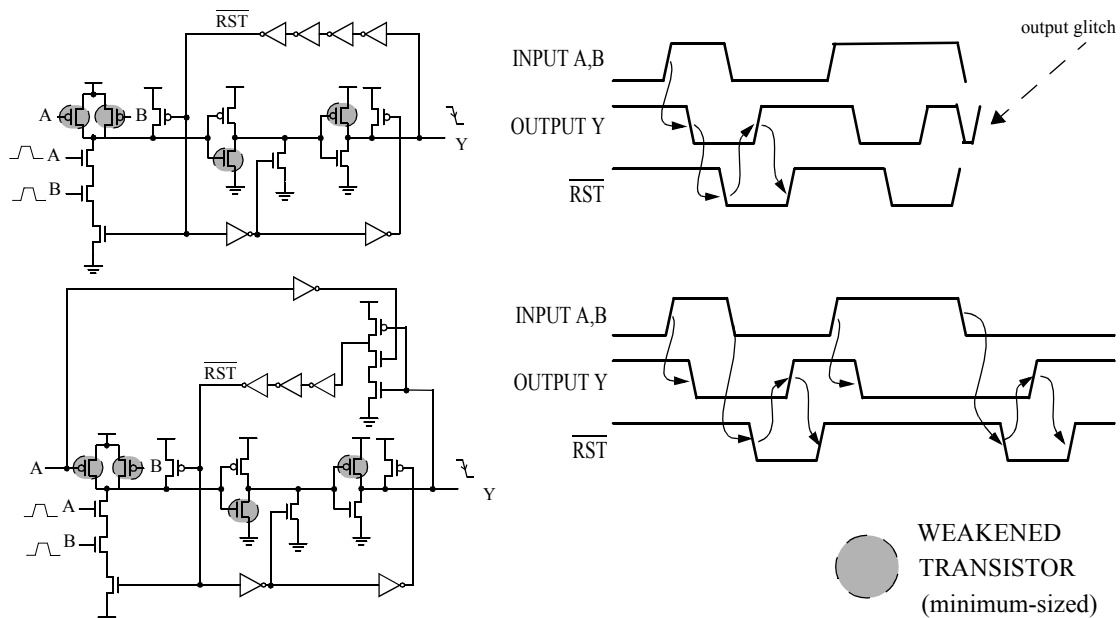 RST
A
B
A
B
Y
INPUT A,B
OUTPUT Y
RST
output glitch
RST
A
B
A
B
Y
INPUT A,B
OUTPUT Y
RST
WEAKENED
TRANSISTOR
(minimum-sized)